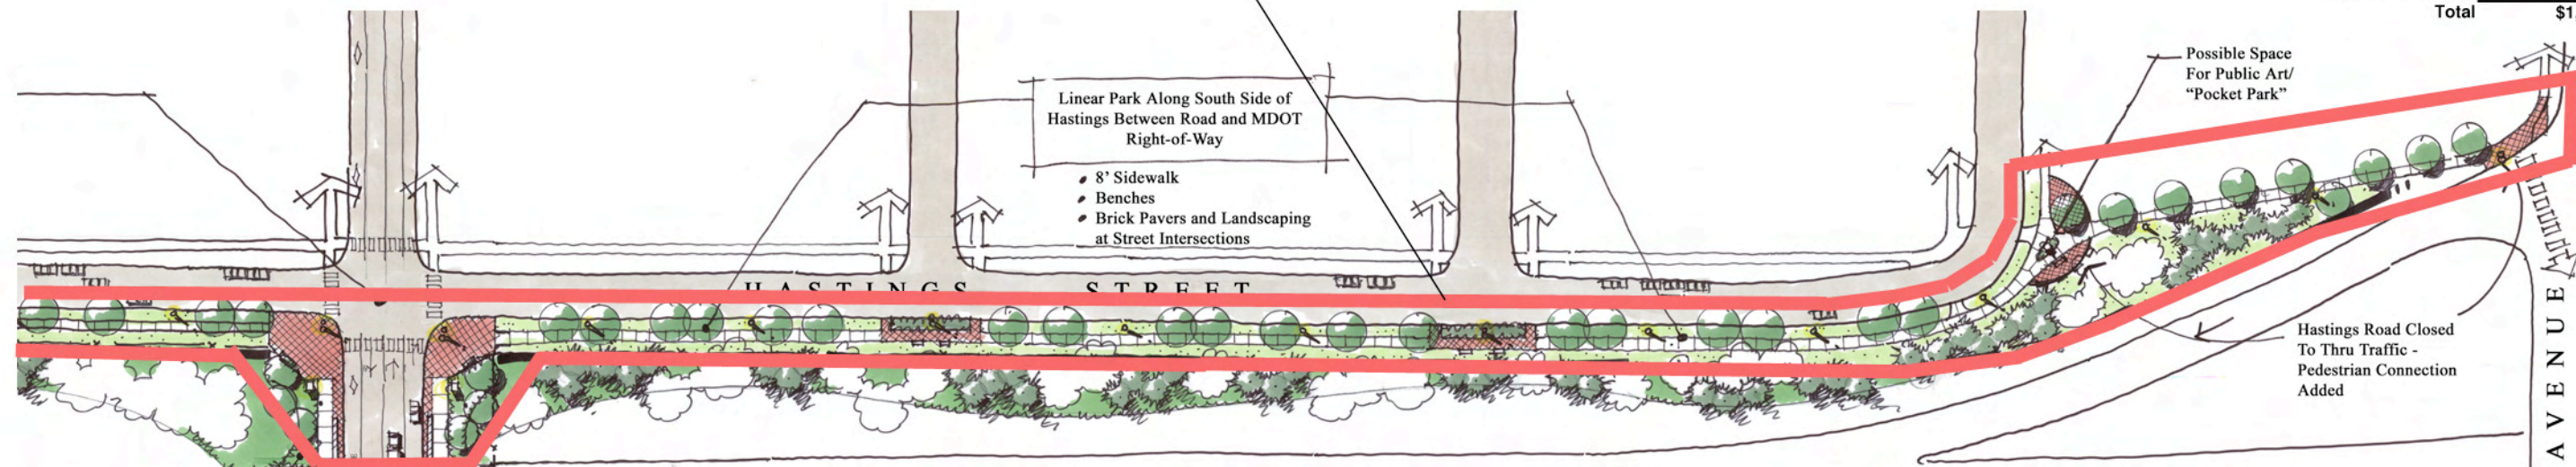 Total $1
Possible Space
For Public Art/
“Pocket Park”
Linear Park Along South Side of
Hastings Between Road and MDOT
Right-of-Way
8’ Sidewalk
Benches
Brick Pavers and Landscaping
at Street Intersections
HASTINGS STREET
Hastings Road Closed
To Thru Traffic -
Pedestrian Connection
Added
AVENUE